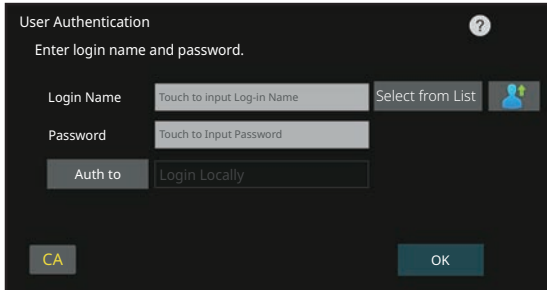 User Authentication
?
Enter login name and password.
Login Name
Touch to input Log-in Name
Select from List
Password
Touch to Input Password
Auth to
Login Locally
CA
OK